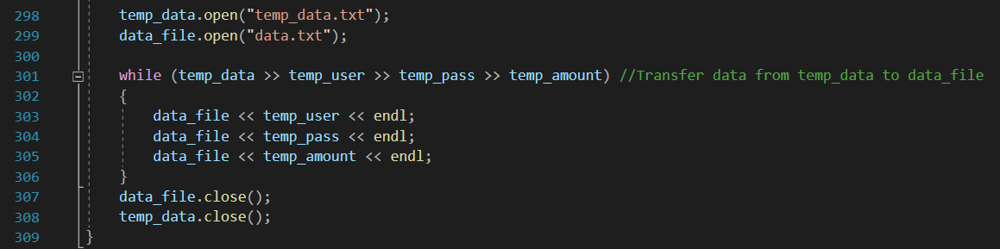 298 temp_data.open("temp_data.txt");
299 data_file.open("data.txt");
300
301 while (temp_data >> temp_user >> temp_pass >> temp_amount) //Transfer data from temp_data to data_file
302 {
303 data_file << temp_user << endl;
304 data_file << temp_pass << endl;
305 data_file << temp_amount << endl;
306 }
307 data_file.close();
308 temp_data.close();
309 }